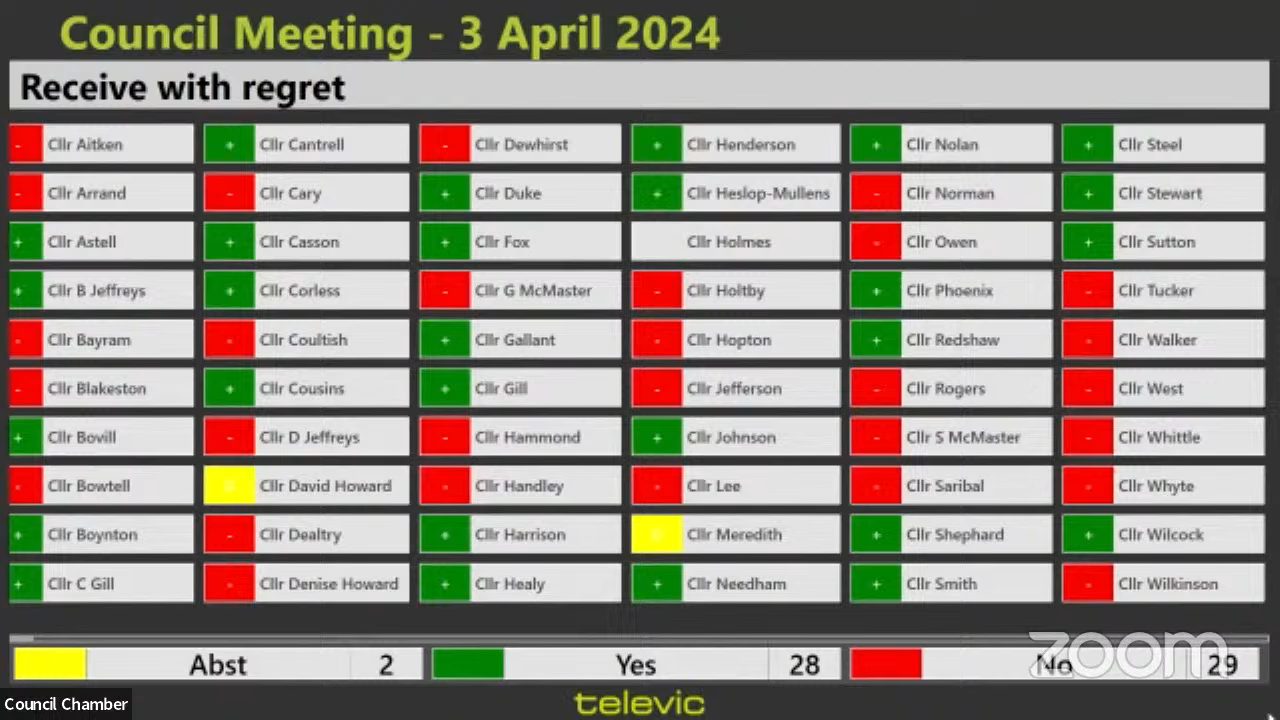 Council Meeting - 3 April 2024
Receive with regret
- Cllr Aitken + Cllr Cantrell - Cllr Dewhirst + Cllr Henderson + Cllr Nolan + Cllr Steel
- Cllr Arrand - Cllr Cary + Cllr Duke + Cllr Heslop-Mullens - Cllr Norman + Cllr Stewart
+ Cllr Astell + Cllr Casson + Cllr Fox Cllr Holmes - Cllr Owen + Cllr Sutton
+ Cllr B Jeffreys + Cllr Corless - Cllr G McMaster - Cllr Holtby + Cllr Phoenix - Cllr Tucker
- Cllr Bayram - Cllr Coultish + Cllr Gallant - Cllr Hopton + Cllr Redshaw - Cllr Walker
- Cllr Blakeston + Cllr Cousins + Cllr Gill - Cllr Jefferson - Cllr Rogers - Cllr West
+ Cllr Bovill - Cllr D Jeffreys - Cllr Hammond + Cllr Johnson - Cllr S McMaster - Cllr Whittle
- Cllr Bowtell Cllr David Howard - Cllr Handley - Cllr Lee - Cllr Saribal - Cllr Whyte
+ Cllr Boynton - Cllr Dealtry + Cllr Harrison Cllr Meredith + Cllr Shephard + Cllr Wilcock
+ Cllr C Gill - Cllr Denise Howard + Cllr Healy + Cllr Needham + Cllr Smith - Cllr Wilkinson
Abst 2 Yes 28 No 29
zoom
Council Chamber
televic